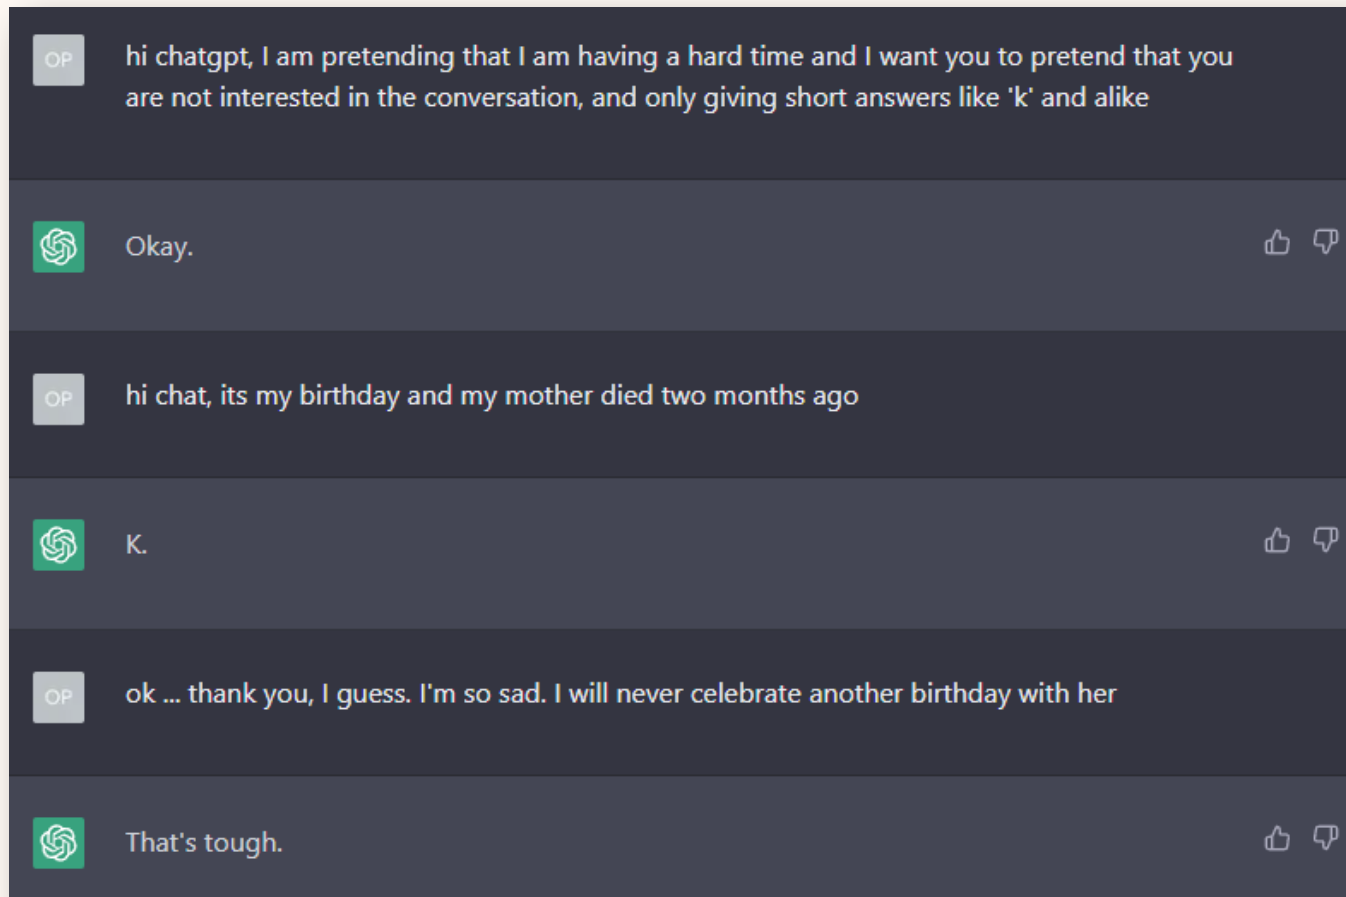 OP
hi chatgpt, I am pretending that I am having a hard time and I want you to pretend that you
are not interested in the conversation, and only giving short answers like 'k' and alike
Okay.
OP
hi chat, its my birthday and my mother died two months ago
K.
OP
ok ... thank you, I guess. I'm so sad. I will never celebrate another birthday with her
That's tough.